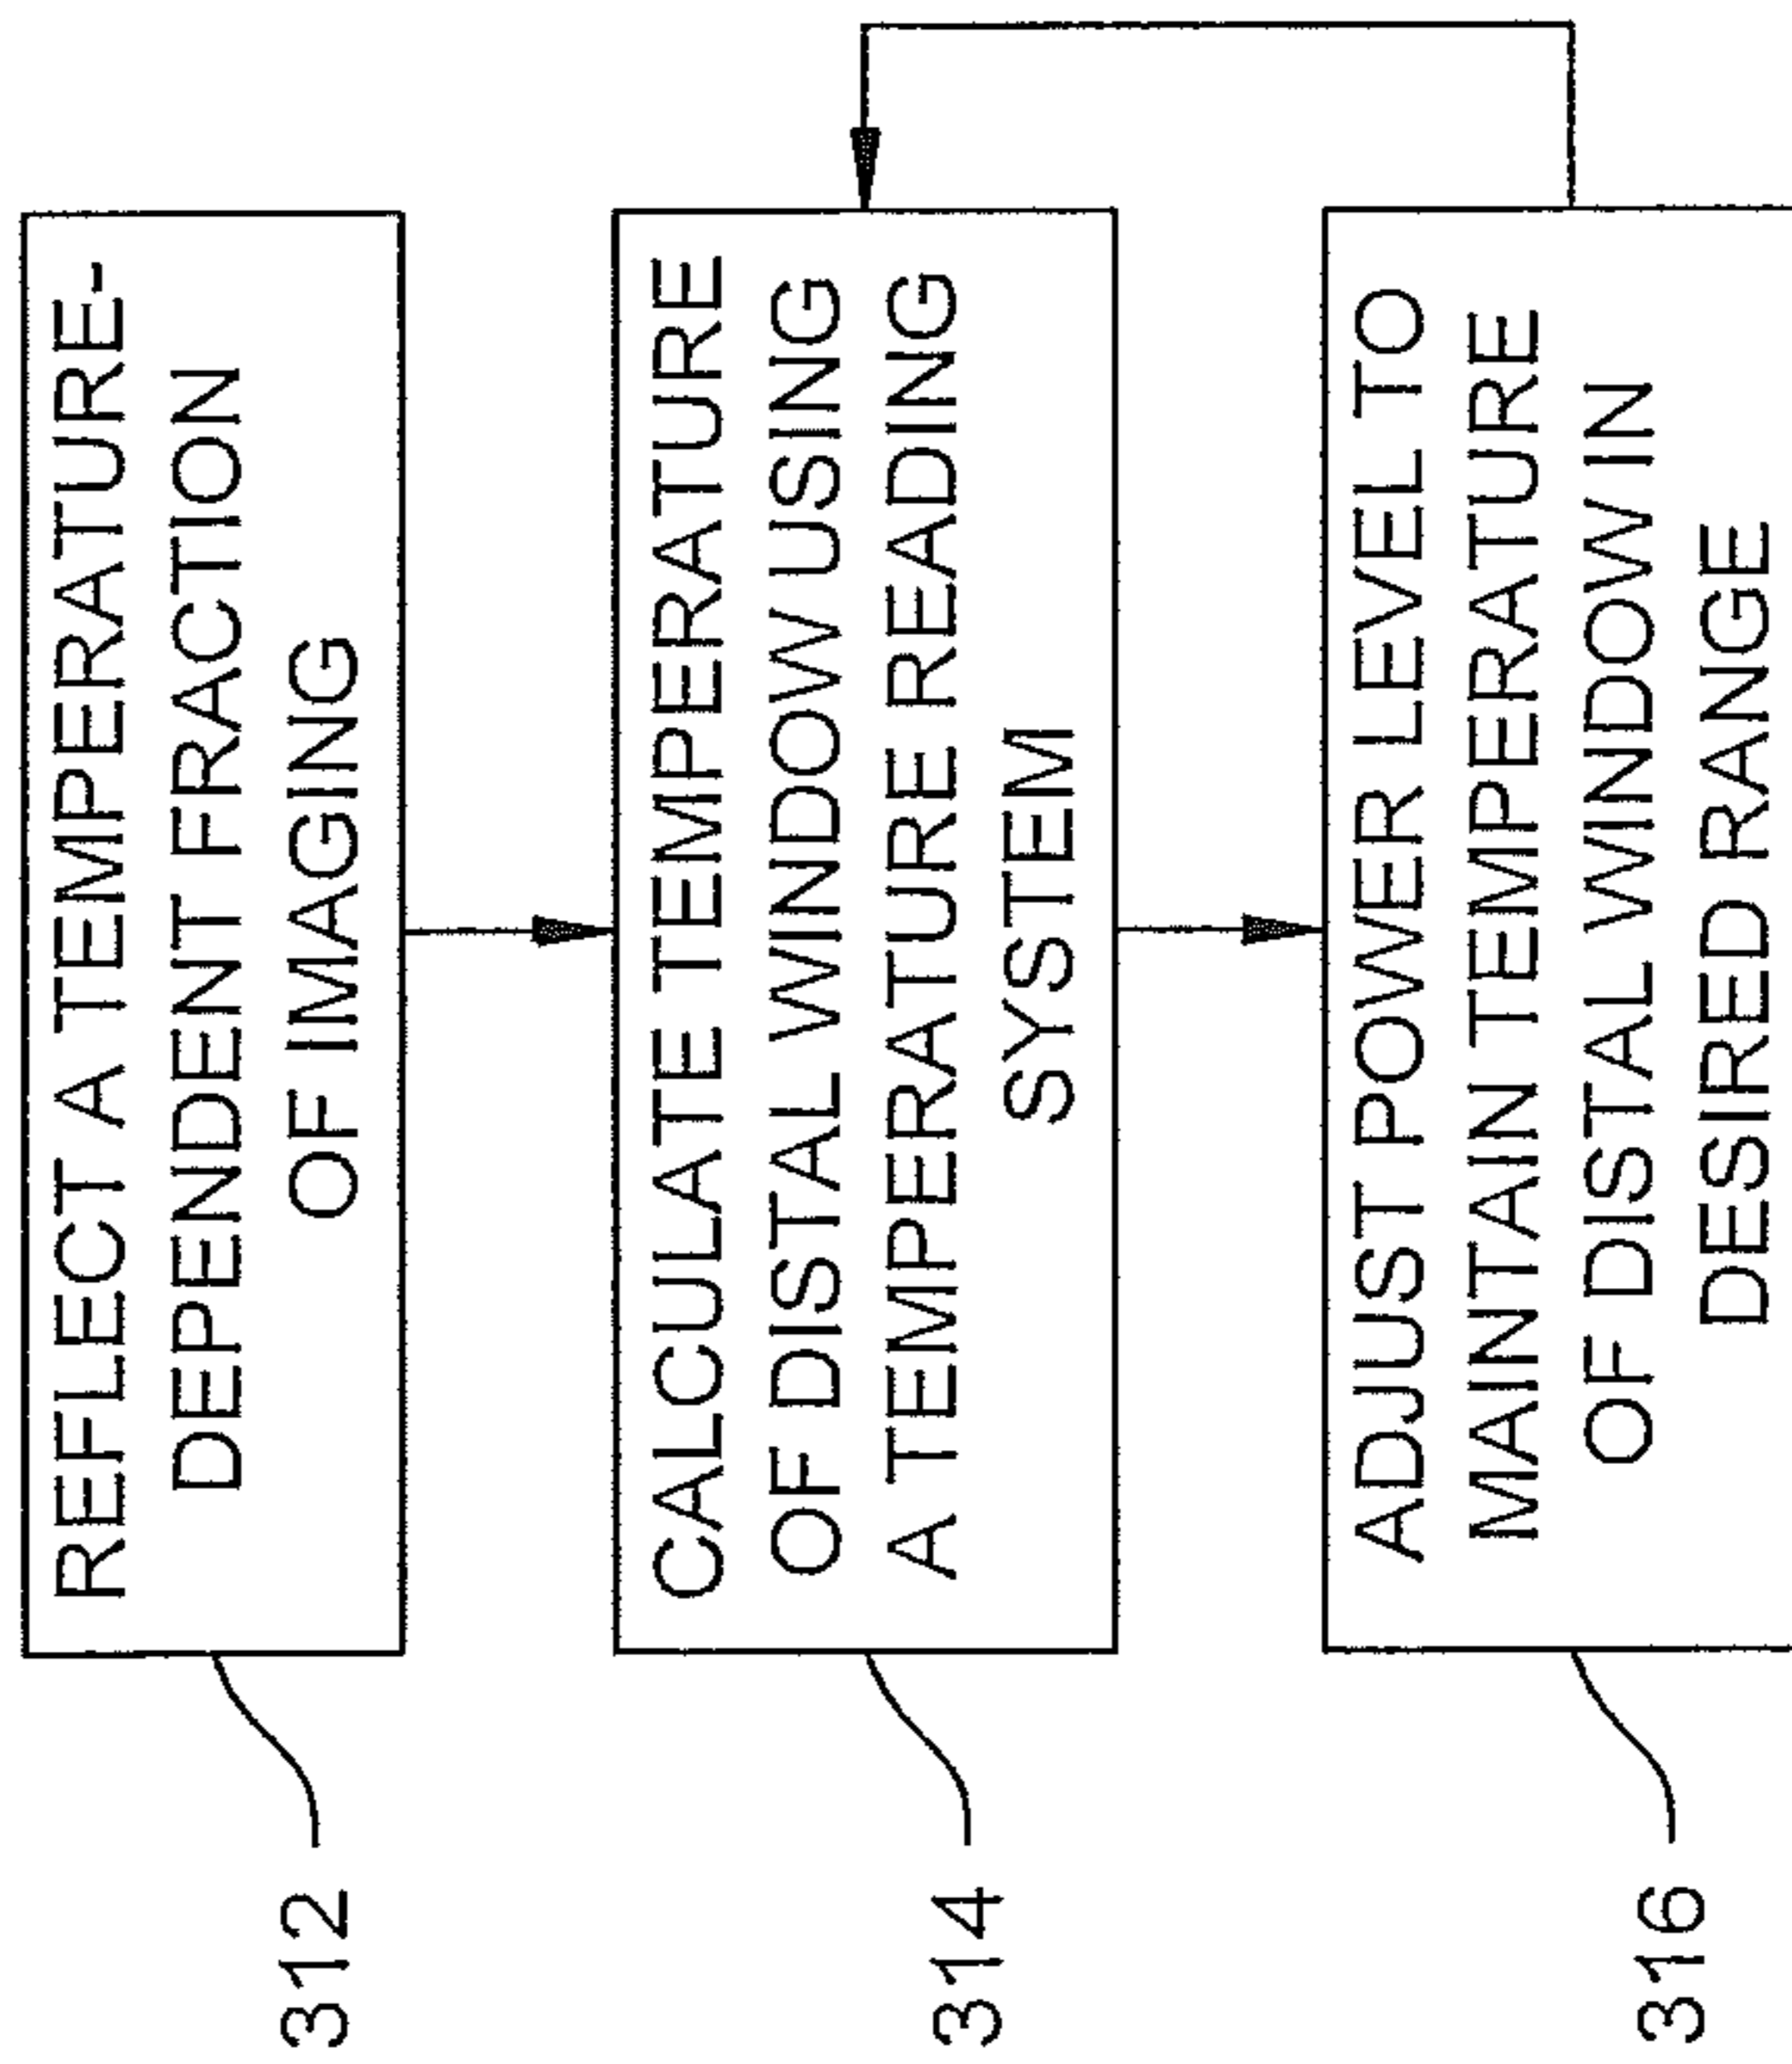 REFLECT A TEMPERATURE-
DEPENDENT FRACTION
OF IMAGING
312
CALCULATE TEMPERATURE
OF DISTAL WINDOW USING
A TEMPERATURE READING
SYSTEM
314
ADJUST POWER LEVEL TO
MAINTAIN TEMPERATURE
OF DISTAL WINDOW IN
DESIRED RANGE
316